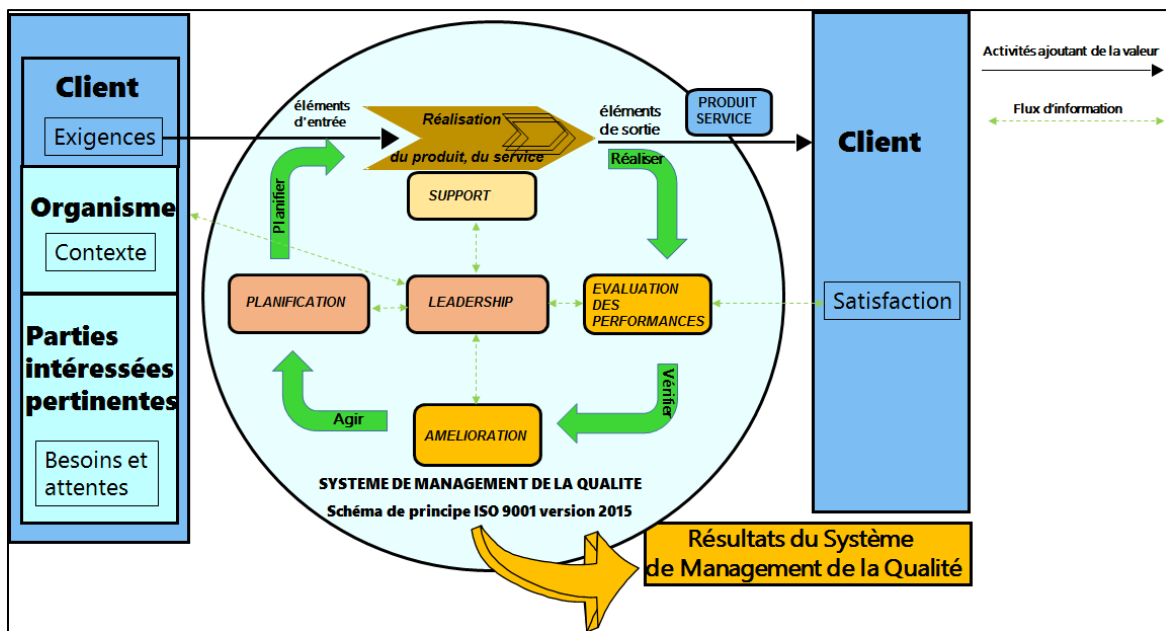 Client
Exigences
Organisme
Contexte
Parties
intéressées
pertinentes
Besoins et
attentes
éléments
d'entrée
Réalisation
du produit, du service
éléments
de sortie
PRODUIT
SERVICE
SUPPORT
Planifier
Réaliser
PLANIFICATION
LEADERSHIP
EVALUATION
DES
PERFORMANCES
Agir
Vérifier
AMELIORATION
SYSTEME DE MANAGEMENT DE LA QUALITE
Schéma de principe ISO 9001 version 2015
Résultats du Système
de Management de la Qualité
Client
Satisfaction
Activités ajoutant de la valeur
Flux d'information